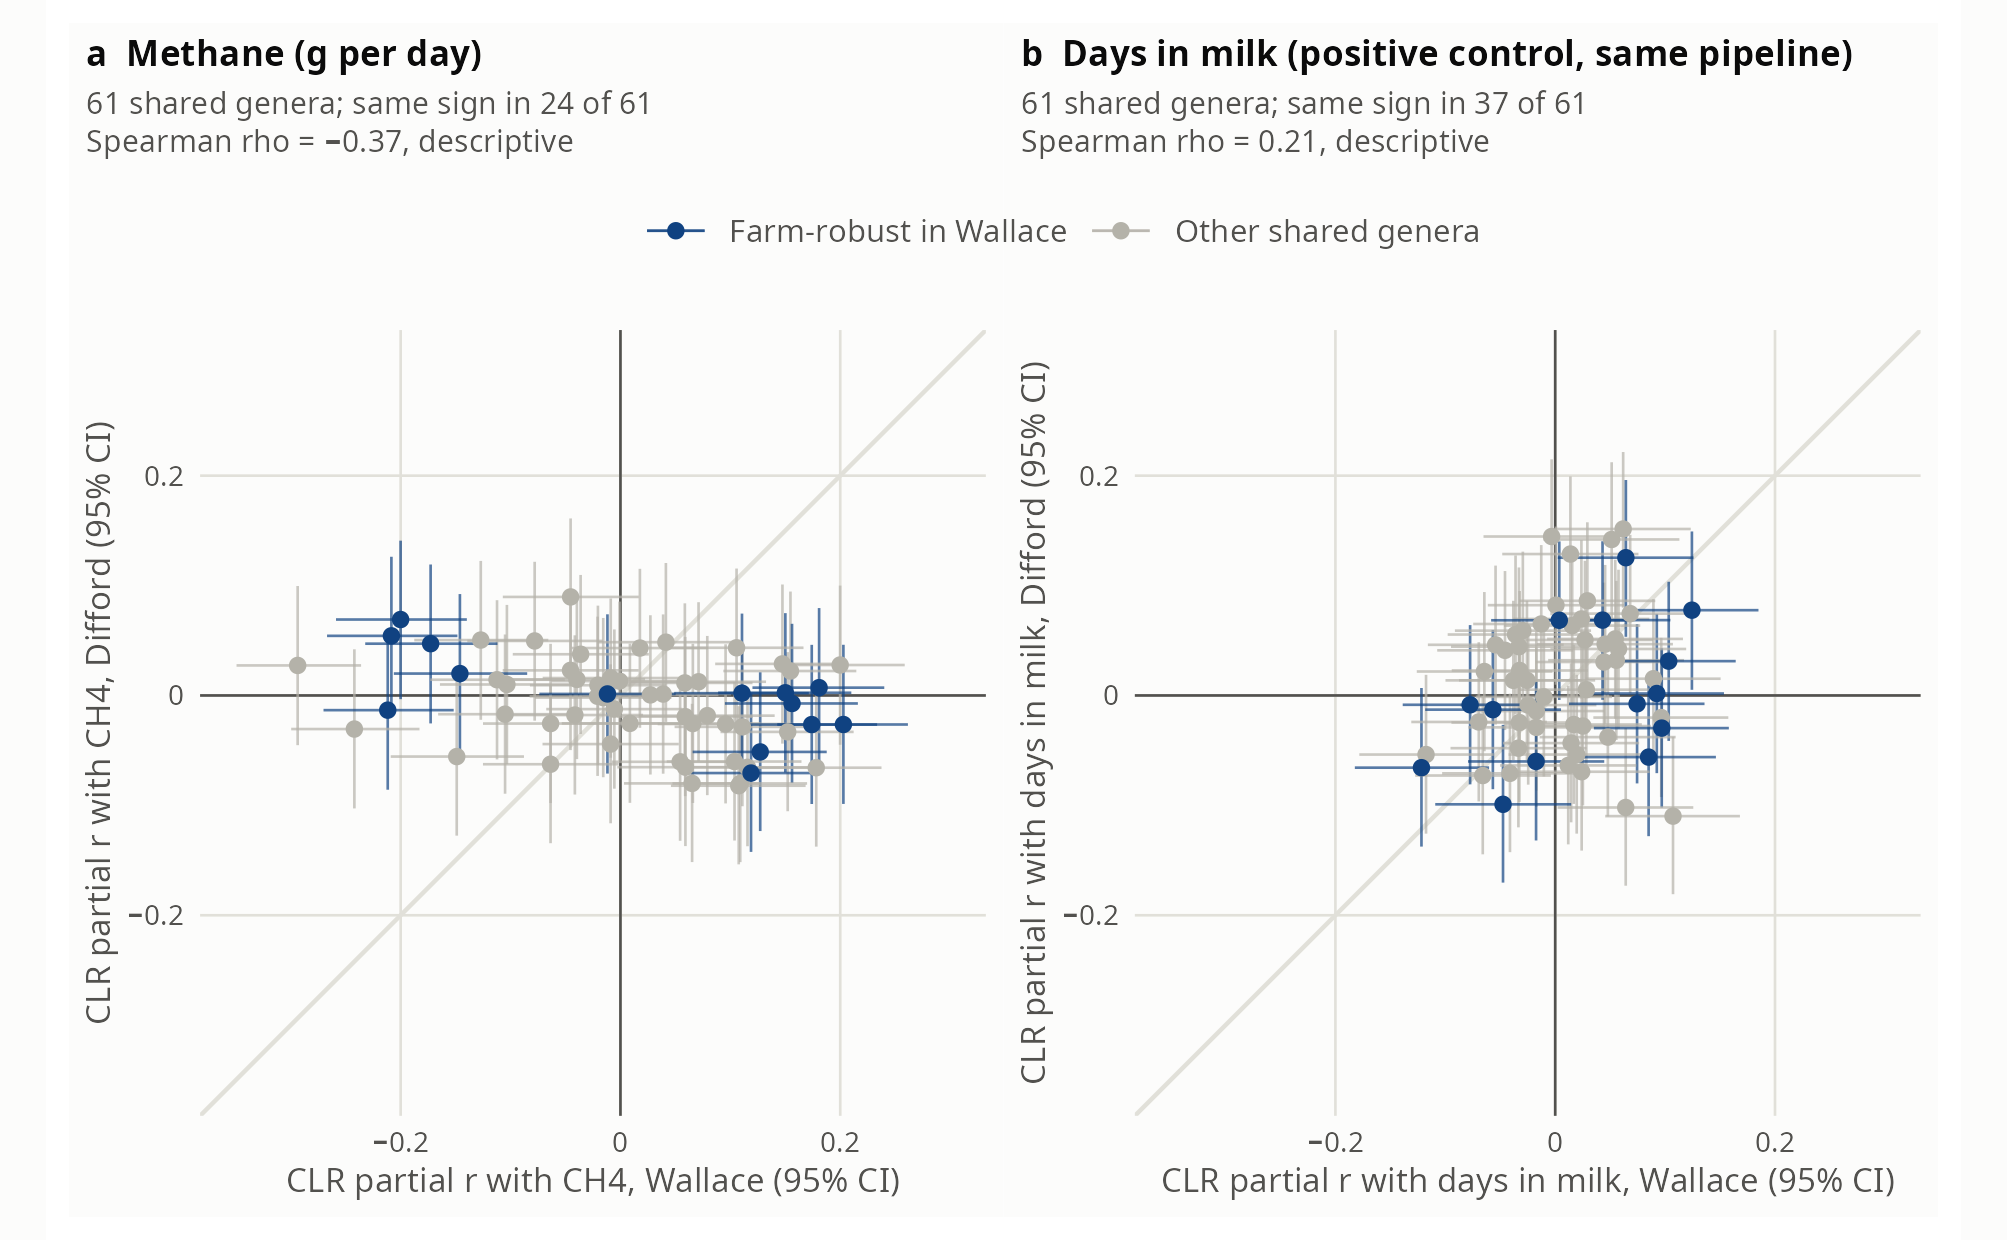 a Methane (g per day)
61 shared genera; same sign in 24 of 61
Spearman rho = −0.37, descriptive
b Days in milk (positive control, same pipeline)
61 shared genera; same sign in 37 of 61
Spearman rho = 0.21, descriptive
Farm-robust in Wallace
Other shared genera
CLR partial r with CH4, Difford (95% CI)
0.2
0
−0.2
−0.2
0
0.2
CLR partial r with CH4, Wallace (95% CI)
CLR partial r with days in milk, Difford (95% CI)
0.2
0
−0.2
−0.2
0
0.2
CLR partial r with days in milk, Wallace (95% CI)